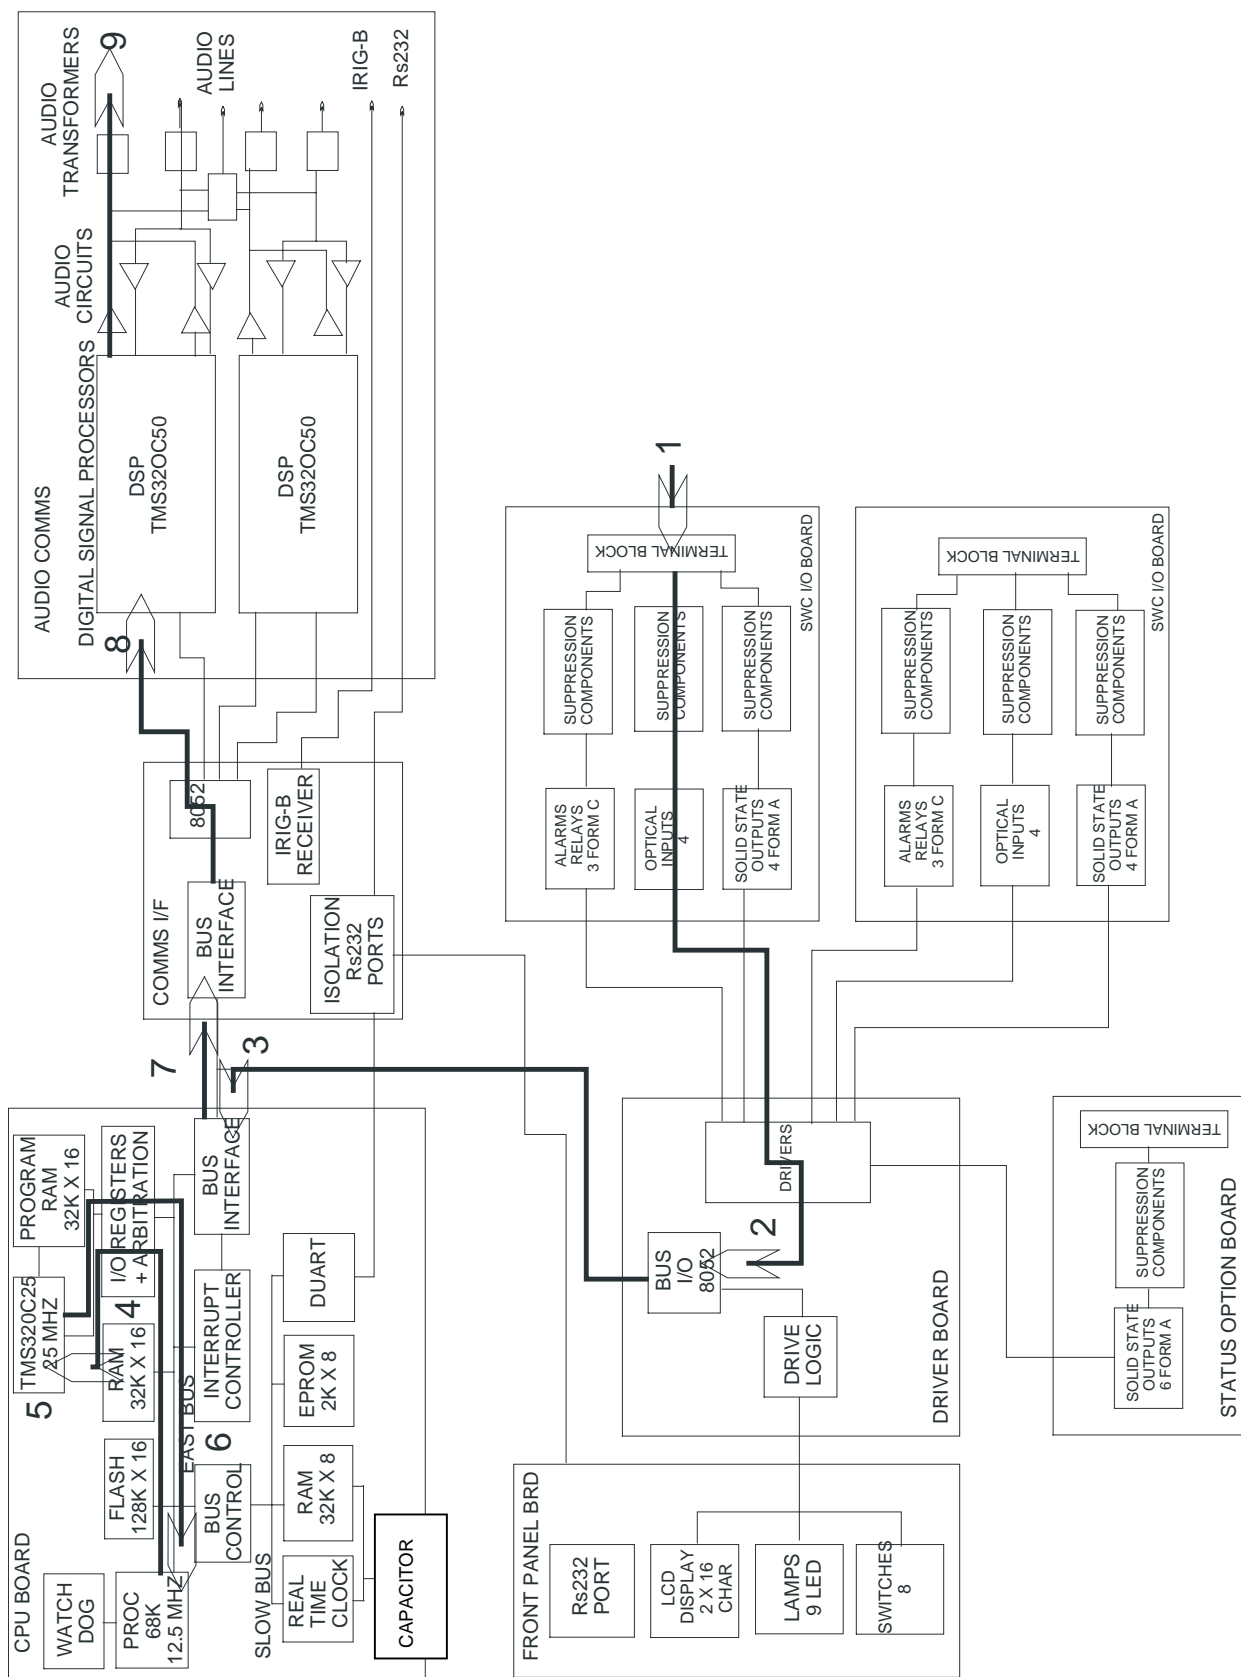 CPU BOARD
WATCH
DOG
PROC
68K
12.5 MHZ
FLASH
128K X 16
RAM
32K X 16
TMS320C25
25 MHZ
PROGRAM
RAM
32K X 16
I/O REGISTERS
+ ARBITRATION
4
5
6
FAST BUS
BUS
CONTROL
INTERRUPT
CONTROLLER
BUS
INTERFACE
SLOW BUS
REAL
TIME
CLOCK
RAM
32K X 8
EPROM
2K X 8
DUART
CAPACITOR
7
3
COMMS I/F
BUS
INTERFACE
8052
IRIG-B
RECEIVER
ISOLATION
Rs232
PORTS
AUDIO COMMS
DIGITAL SIGNAL PROCESSORS
8
DSP
TMS32OC50
DSP
TMS32OC50
AUDIO
CIRCUITS
AUDIO
TRANSFORMERS
9
AUDIO
LINES
IRIG-B
Rs232
FRONT PANEL BRD
Rs232
PORT
LCD
DISPLAY
2 X 16
CHAR
LAMPS
9 LED
SWITCHES
8
DRIVER BOARD
BUS
I/O
8052
2
DRIVE
LOGIC
DRIVERS
1
ALARMS
RELAYS
3 FORM C
SUPPRESSION
COMPONENTS
OPTICAL
INPUTS
4
SUPPRESSION
COMPONENTS
SOLID STATE
OUTPUTS
4 FORM A
SUPPRESSION
COMPONENTS
TERMINAL BLOCK
SWC I/O BOARD
ALARMS
RELAYS
3 FORM C
SUPPRESSION
COMPONENTS
OPTICAL
INPUTS
4
SUPPRESSION
COMPONENTS
SOLID STATE
OUTPUTS
4 FORM A
SUPPRESSION
COMPONENTS
TERMINAL BLOCK
SWC I/O BOARD
STATUS OPTION BOARD
SOLID STATE
OUTPUTS
6 FORM A
SUPPRESSION
COMPONENTS
TERMINAL BLOCK